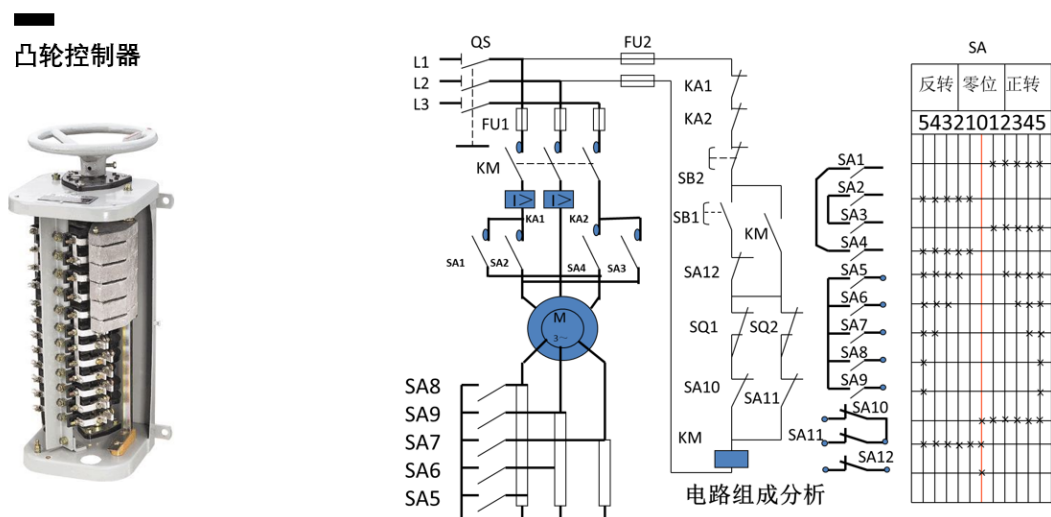 凸轮控制器
QS
FU2
L1
L2
L3
FU1
KM
I>
I>
KA1
KA2
SA1
SA2
SA4
SA3
M
3~
SA8
SA9
SA7
SA6
SA5
KA1
KA2
SB2
SB1
KM
SA12
SQ1
SQ2
SA10
SA11
KM
电路组成分析
SA1
SA2
SA3
SA4
SA5
SA6
SA7
SA8
SA9
SA10
SA11
SA12
SA
反转 零位 正转
54321012345